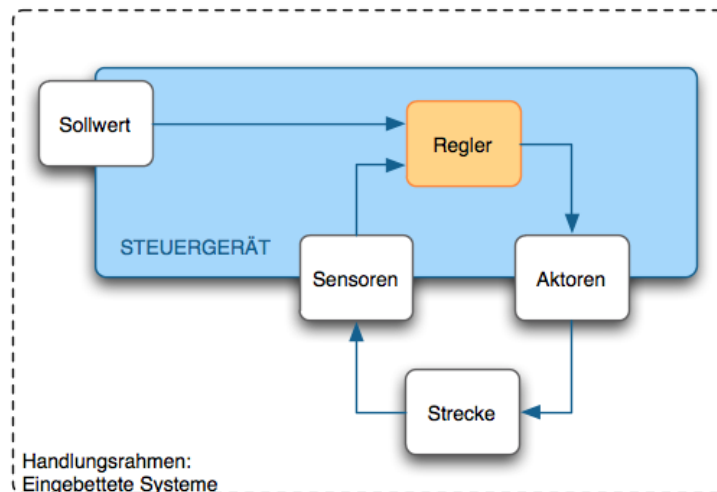 Sollwert
Regler
STEUERGERÄT
Sensoren
Aktoren
Strecke
Handlungsrahmen:
Eingebettete Systeme